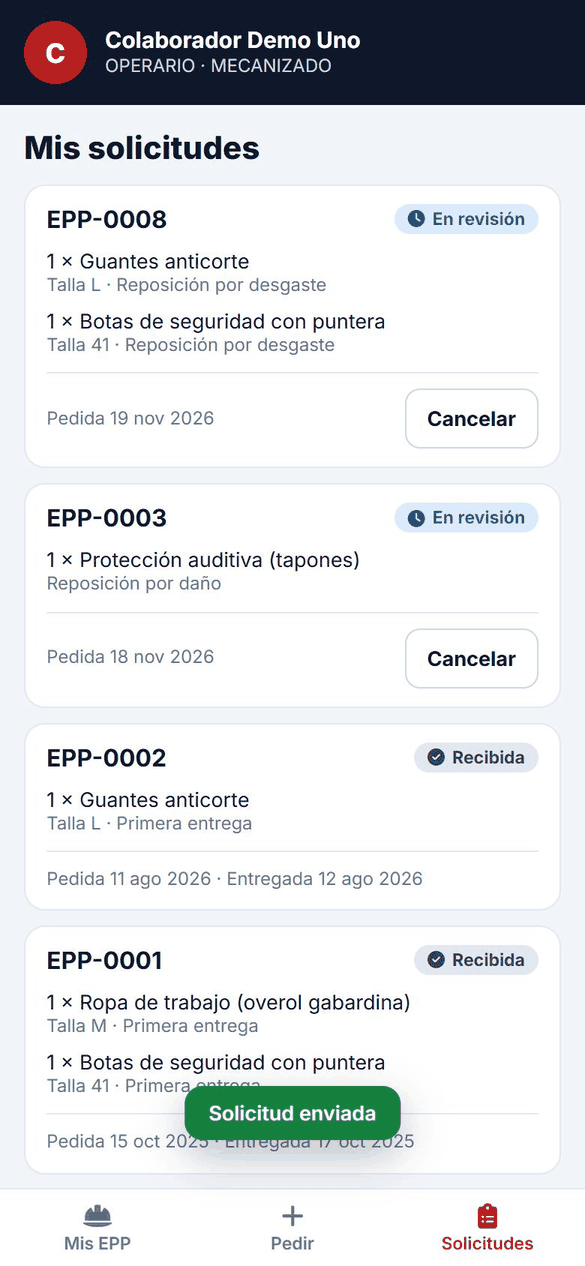 C
Colaborador Demo Uno
OPERARIO · MECANIZADO
Mis solicitudes
EPP-0008
En revisión
1 × Guantes anticorte
Talla L · Reposición por desgaste
1 × Botas de seguridad con puntera
Talla 41 · Reposición por desgaste
Pedida 19 nov 2026
Cancelar
EPP-0003
En revisión
1 × Protección auditiva (tapones)
Reposición por daño
Pedida 18 nov 2026
Cancelar
EPP-0002
Recibida
1 × Guantes anticorte
Talla L · Primera entrega
Pedida 11 ago 2026 · Entregada 12 ago 2026
EPP-0001
Recibida
1 × Ropa de trabajo (overol gabardina)
Talla M · Primera entrega
1 × Botas de seguridad con puntera
Talla 41 · Primera entrega
Solicitud enviada
Pedida 15 oct 2025 · Entregada 17 oct 2025
Mis EPP
Pedir
Solicitudes